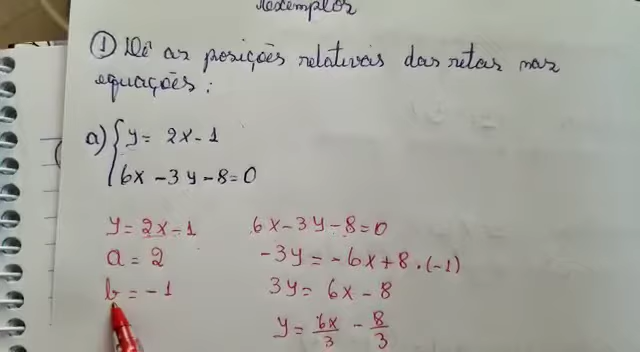 exemplos
① Dê as posições relativas das retas nas
equações:
a) { y = 2x - 1
6x - 3y - 8 = 0
y = 2x - 1
a = 2
b = -1
6x - 3y - 8 = 0
-3y = -6x + 8 . (-1)
3y = 6x - 8
y = 6x/3 - 8/3